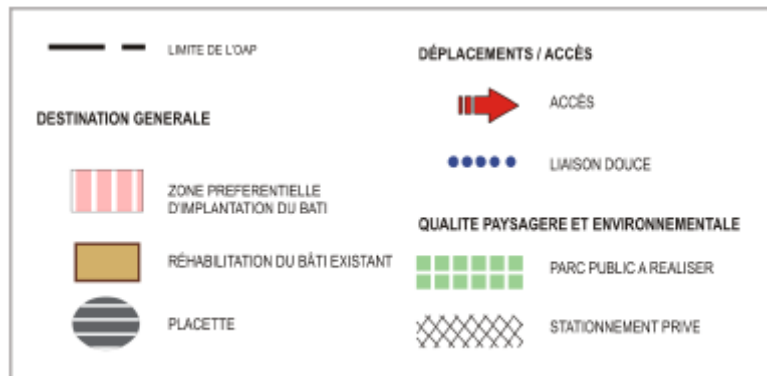 LIMITE DE L'OAP
DESTINATION GENERALE
ZONE PREFERENTIELLE
D'IMPLANTATION DU BATI
RÉHABILITATION DU BÂTI EXISTANT
PLACETTE
DÉPLACEMENTS / ACCÈS
ACCÈS
LIAISON DOUCE
QUALITE PAYSAGERE ET ENVIRONNEMENTALE
PARC PUBLIC A REALISER
STATIONNEMENT PRIVE